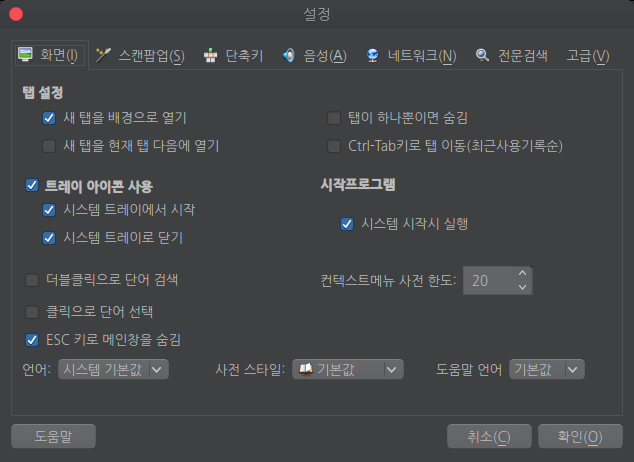 설정
화면(I) 스캔팝업(S) 단축키 음성(A) 네트워크(N) 전문검색 고급(V)
탭 설정
새 탭을 배경으로 열기 탭이 하나뿐이면 숨김
새 탭을 현재 탭 다음에 열기 Ctrl-Tab키로 탭 이동(최근사용기록순)
트레이 아이콘 사용 시작프로그램
시스템 트레이에서 시작
시스템 시작시 실행
시스템 트레이로 닫기
더블클릭으로 단어 검색 컨텍스트메뉴 사전 한도: 20
클릭으로 단어 선택
ESC 키로 메인창을 숨김
언어: 시스템 기본값 사전 스타일: 기본값 도움말 언어 기본값
도움말 취소(C) 확인(O)